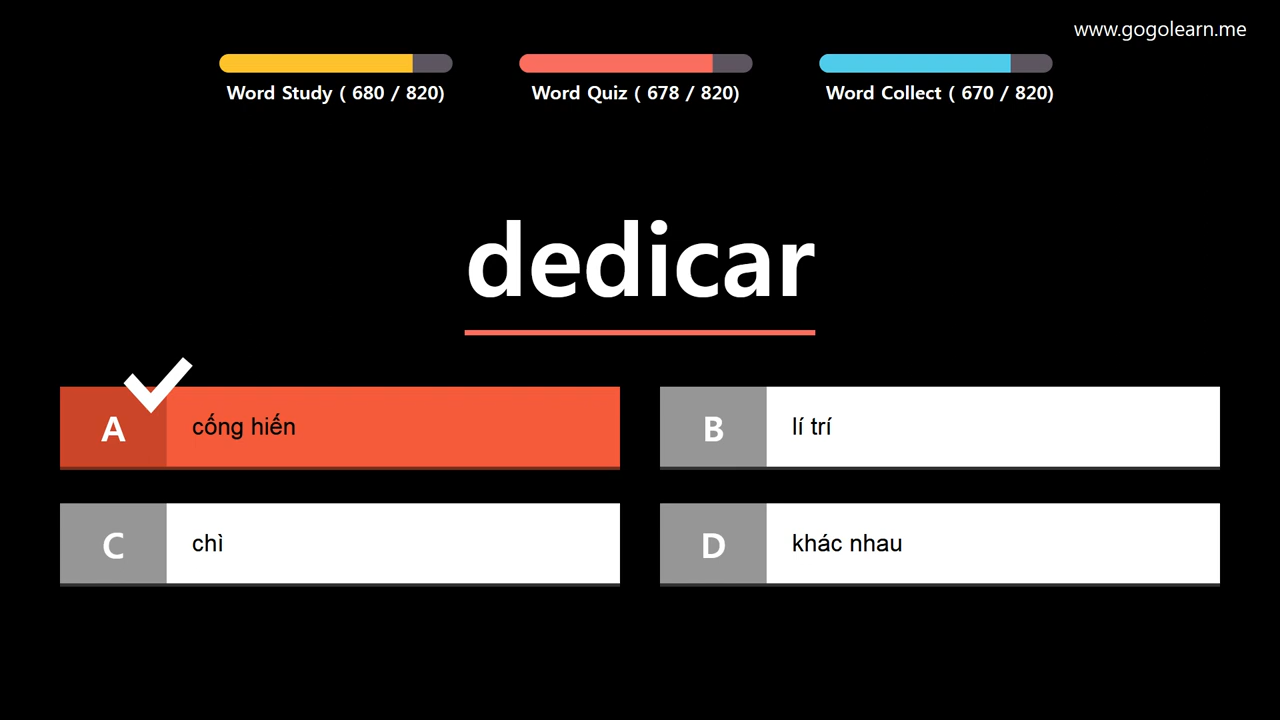 www.gogolearn.me
Word Study ( 680 / 820)
Word Quiz ( 678 / 820)
Word Collect ( 670 / 820)
dedicar
A cống hiến
B lí trí
C chì
D khác nhau